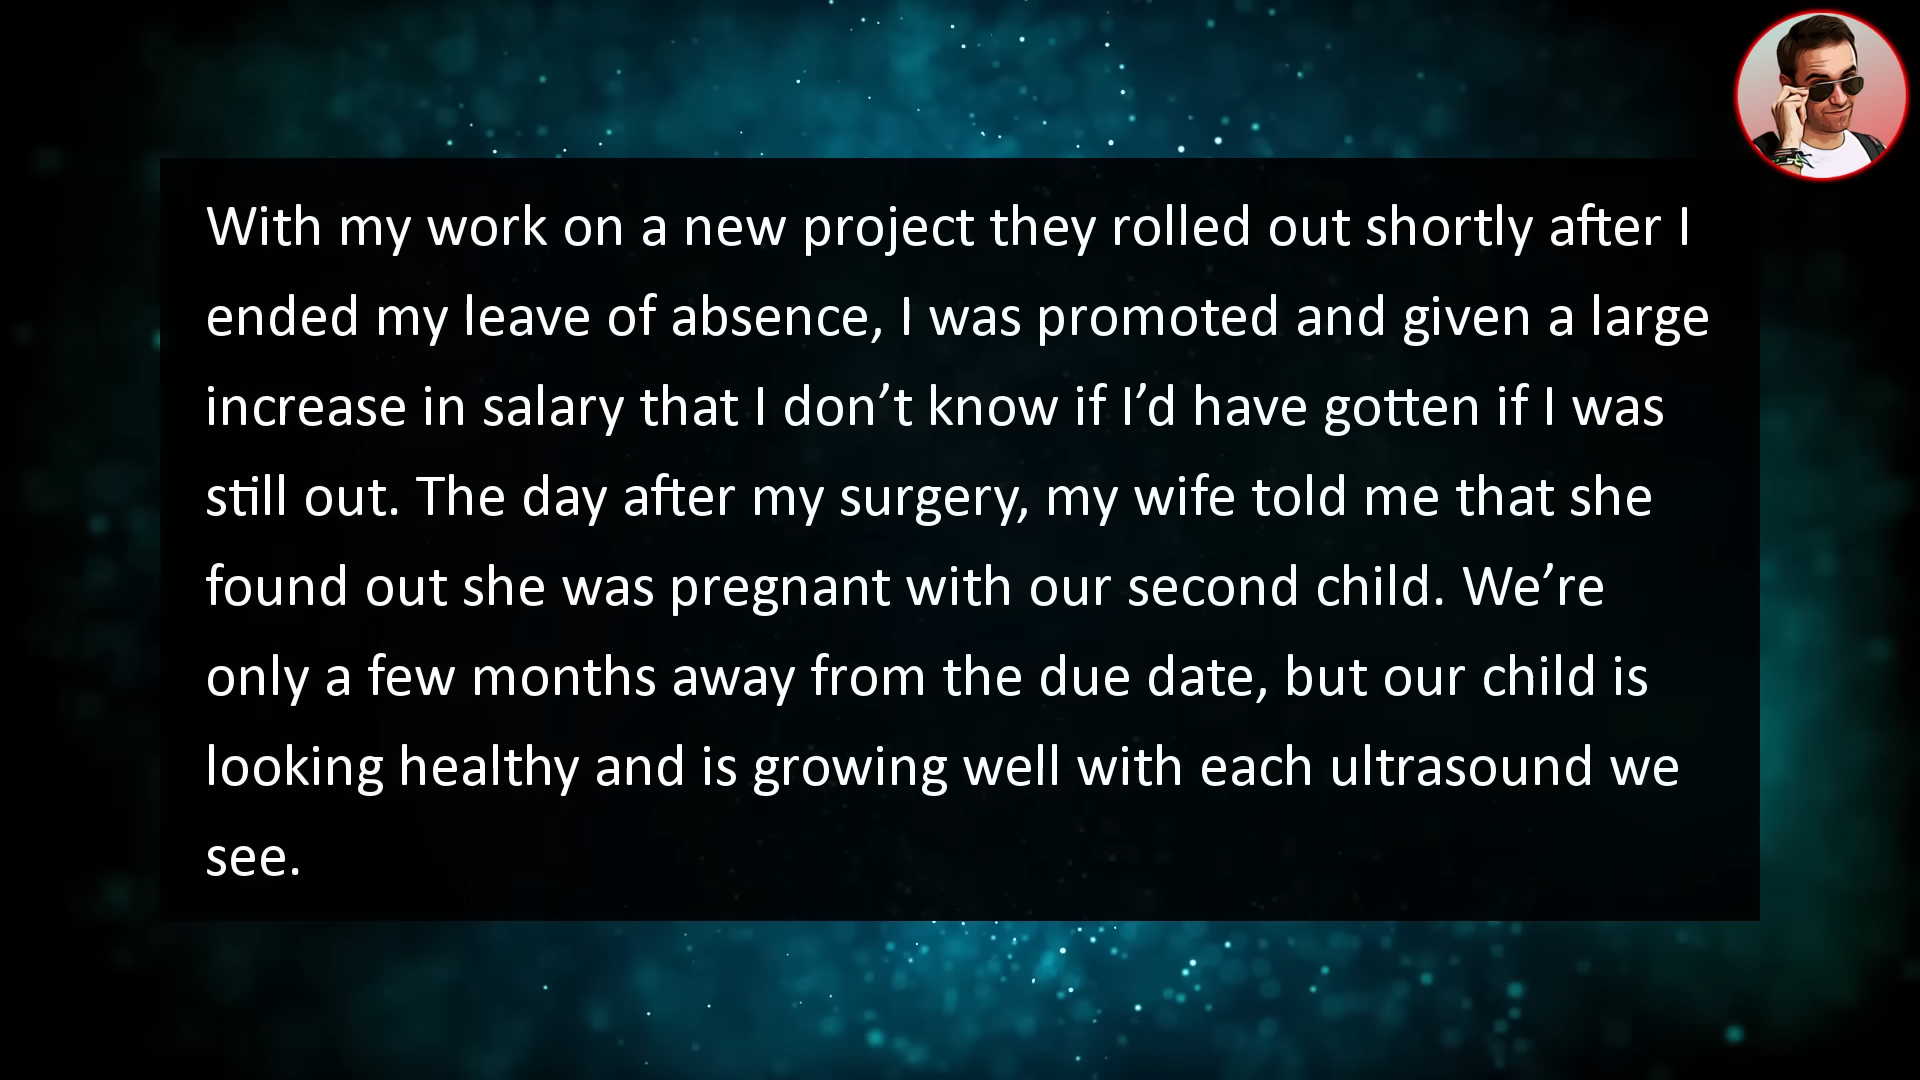 With my work on a new project they rolled out shortly after I
ended my leave of absence, I was promoted and given a large
increase in salary that I don’t know if I’d have gotten if I was
still out. The day after my surgery, my wife told me that she
found out she was pregnant with our second child. We’re
only a few months away from the due date, but our child is
looking healthy and is growing well with each ultrasound we
see.